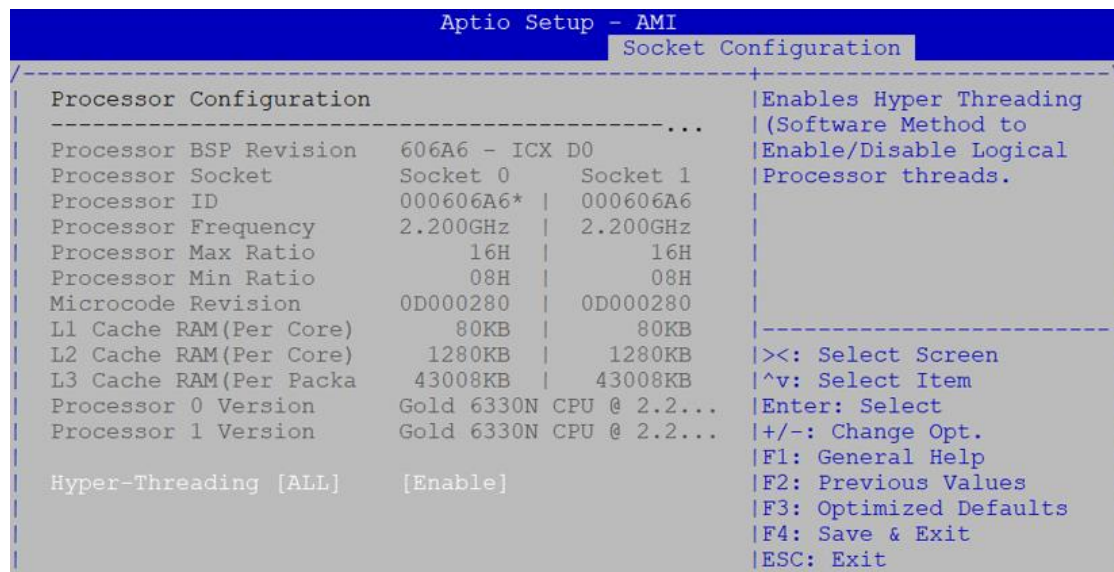 Aptio Setup - AMI
Socket Configuration
/----------------------------------------------------+-------------------------
| Processor Configuration |Enables Hyper Threading
| --------------------------------------------... |(Software Method to
| Processor BSP Revision 606A6 - ICX D0 |Enable/Disable Logical
| Processor Socket Socket 0 Socket 1 |Processor threads.
| Processor ID 000606A6* | 000606A6 |
| Processor Frequency 2.200GHz | 2.200GHz |
| Processor Max Ratio 16H | 16H |
| Processor Min Ratio 08H | 08H |
| Microcode Revision 0D000280 | 0D000280 |
| L1 Cache RAM(Per Core) 80KB | 80KB |-------------------------
| L2 Cache RAM(Per Core) 1280KB | 1280KB |><: Select Screen
| L3 Cache RAM(Per Packa 43008KB | 43008KB |^v: Select Item
| Processor 0 Version Gold 6330N CPU @ 2.2... |Enter: Select
| Processor 1 Version Gold 6330N CPU @ 2.2... |+/-: Change Opt.
| |F1: General Help
| Hyper-Threading [ALL] [Enable] |F2: Previous Values
| |F3: Optimized Defaults
| |F4: Save & Exit
| |ESC: Exit